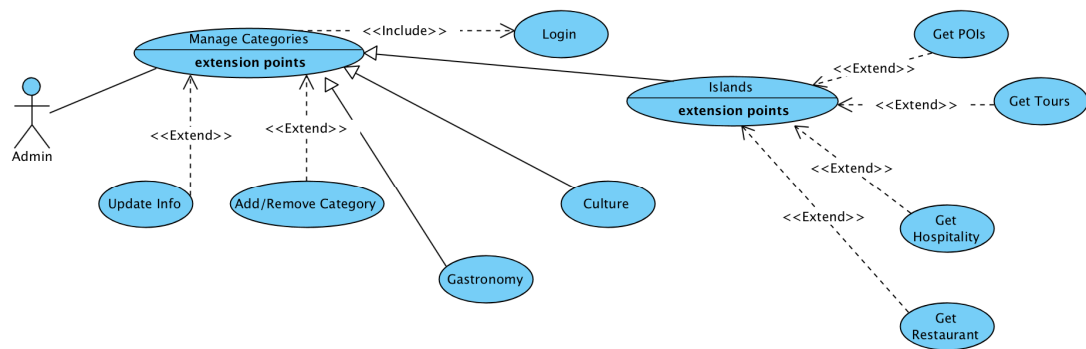 <<Include>>
Manage Categories
extension points
Login
Get POIs
<<Extend>>
Islands
extension points
<<Extend>>
Get Tours
Admin
<<Extend>>
<<Extend>>
<<Extend>>
Update Info
Add/Remove Category
Culture
<<Extend>>
Get
Hospitality
Gastronomy
Get
Restaurant